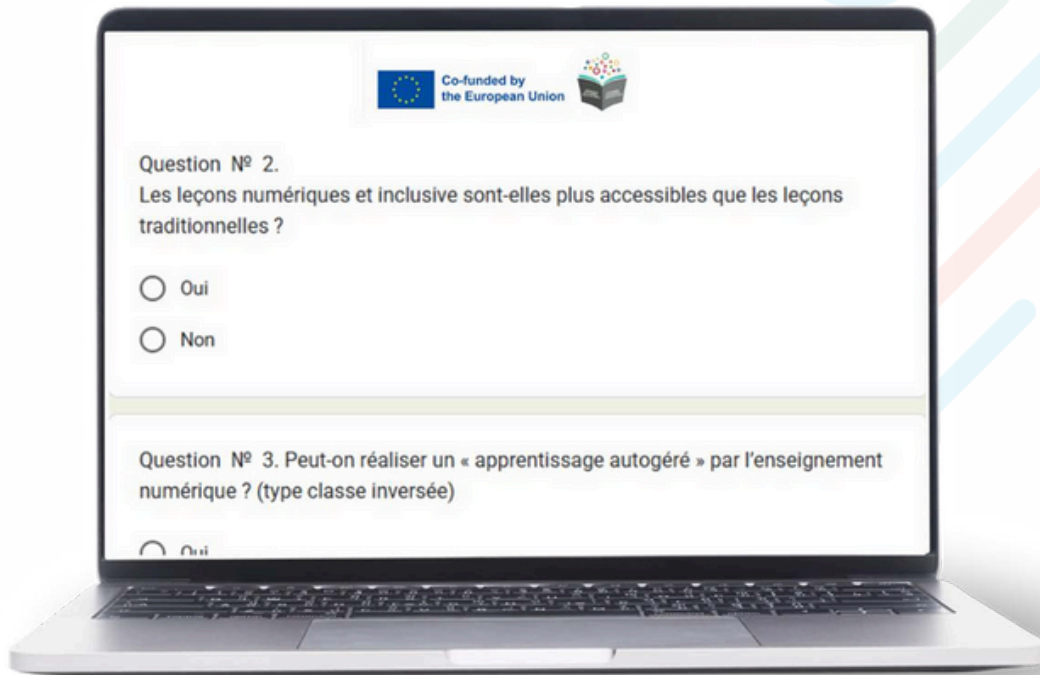 Co-funded by
the European Union
Question Nº 2.
Les leçons numériques et inclusive sont-elles plus accessibles que les leçons
traditionnelles ?
Oui
Non
Question Nº 3. Peut-on réaliser un « apprentissage autogéré » par l'enseignement
numérique ? (type classe inversée)
Oui